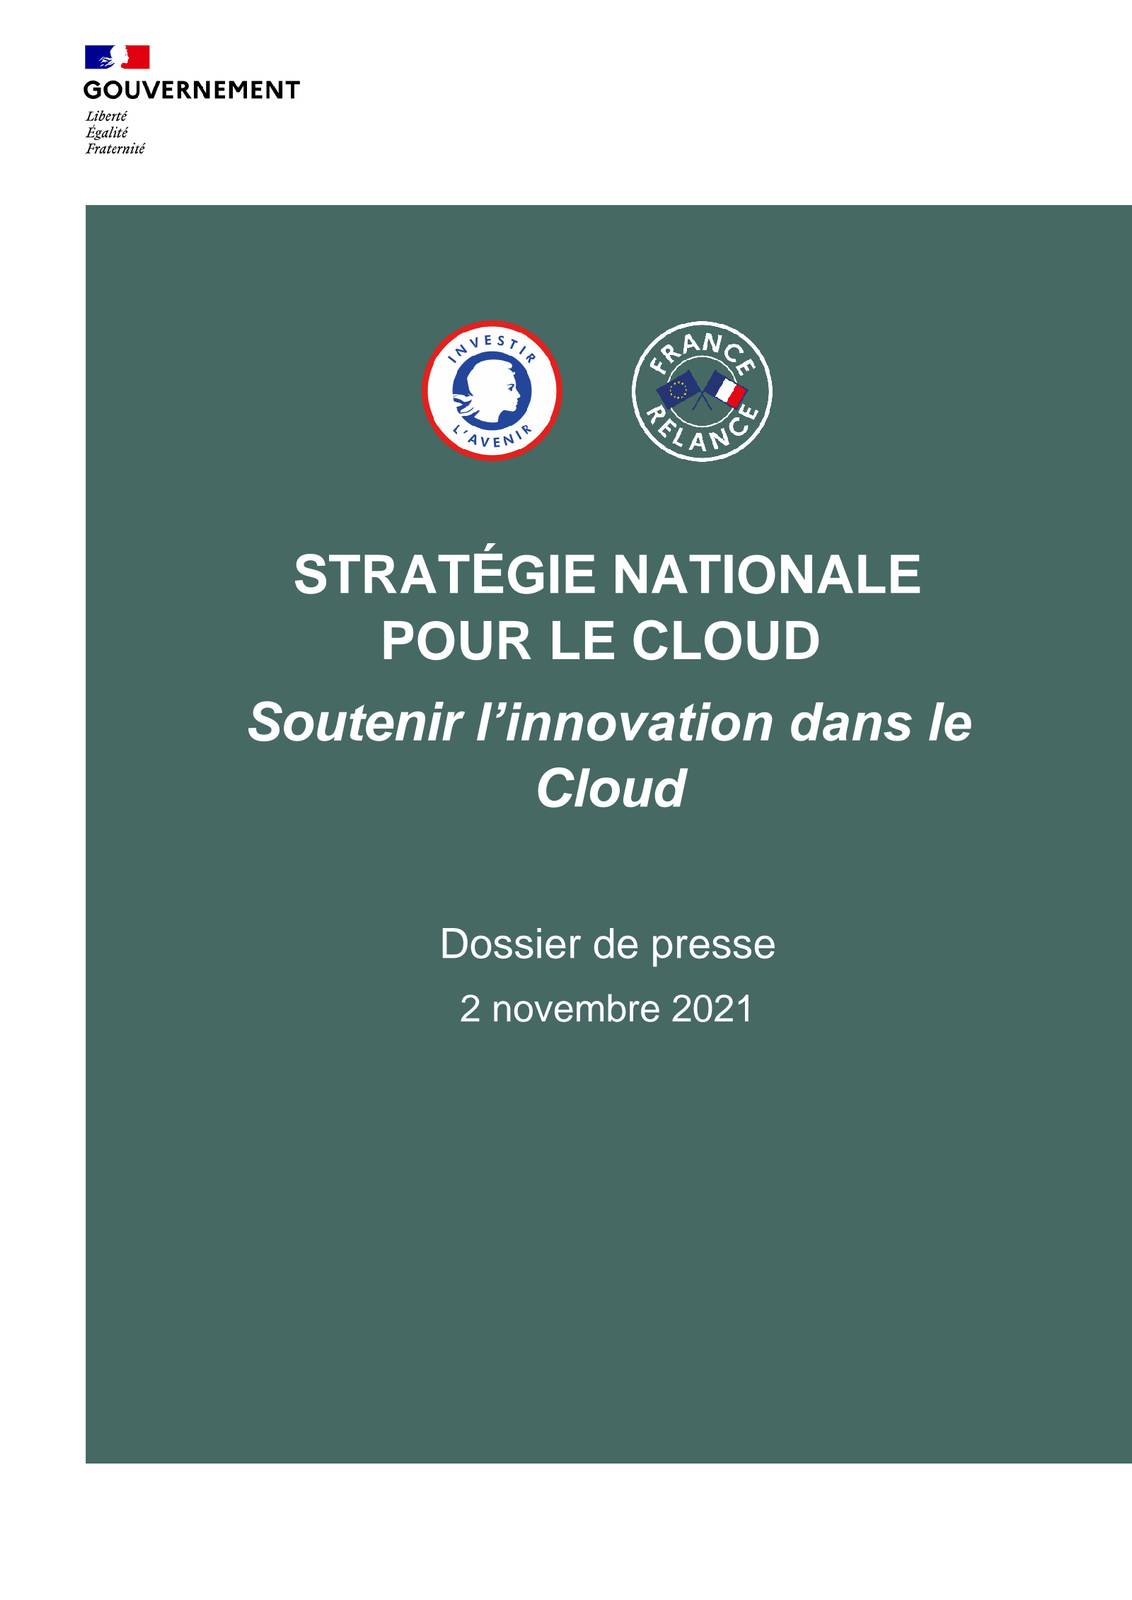 GOUVERNEMENT
Liberté
Égalité
Fraternité
INVESTIR
L'AVENIR
FRANCE
RELANCE
STRATÉGIE NATIONALE
POUR LE CLOUD
Soutenir l’innovation dans le
Cloud
Dossier de presse
2 novembre 2021